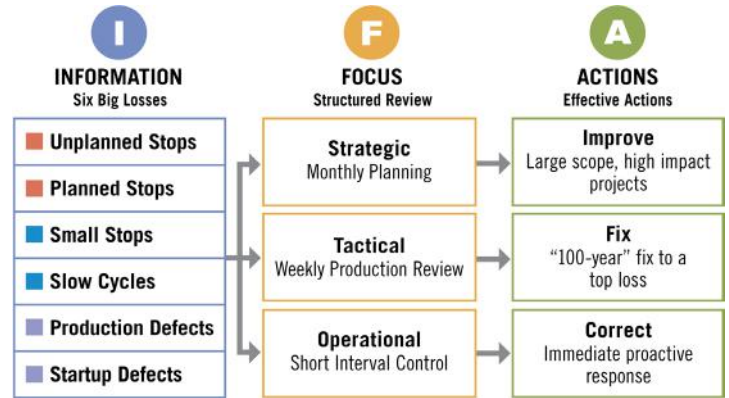 I
INFORMATION
Six Big Losses
Unplanned Stops
Planned Stops
Small Stops
Slow Cycles
Production Defects
Startup Defects
F
FOCUS
Structured Review
Strategic
Monthly Planning
Tactical
Weekly Production Review
Operational
Short Interval Control
A
ACTIONS
Effective Actions
Improve
Large scope, high impact
projects
Fix
“100-year” fix to a
top loss
Correct
Immediate proactive
response